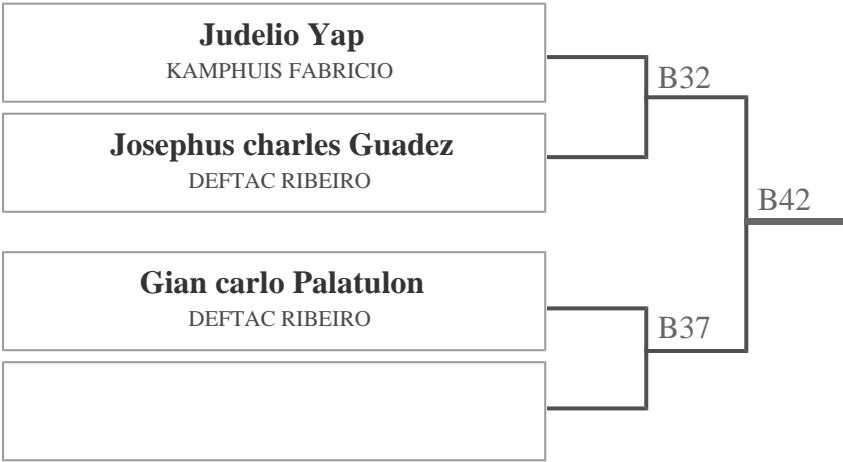 Judelio Yap
KAMPHUIS FABRICIO
B32
Josephus charles Guadez
DEFTAC RIBEIRO
B42
Gian carlo Palatulon
DEFTAC RIBEIRO
B37